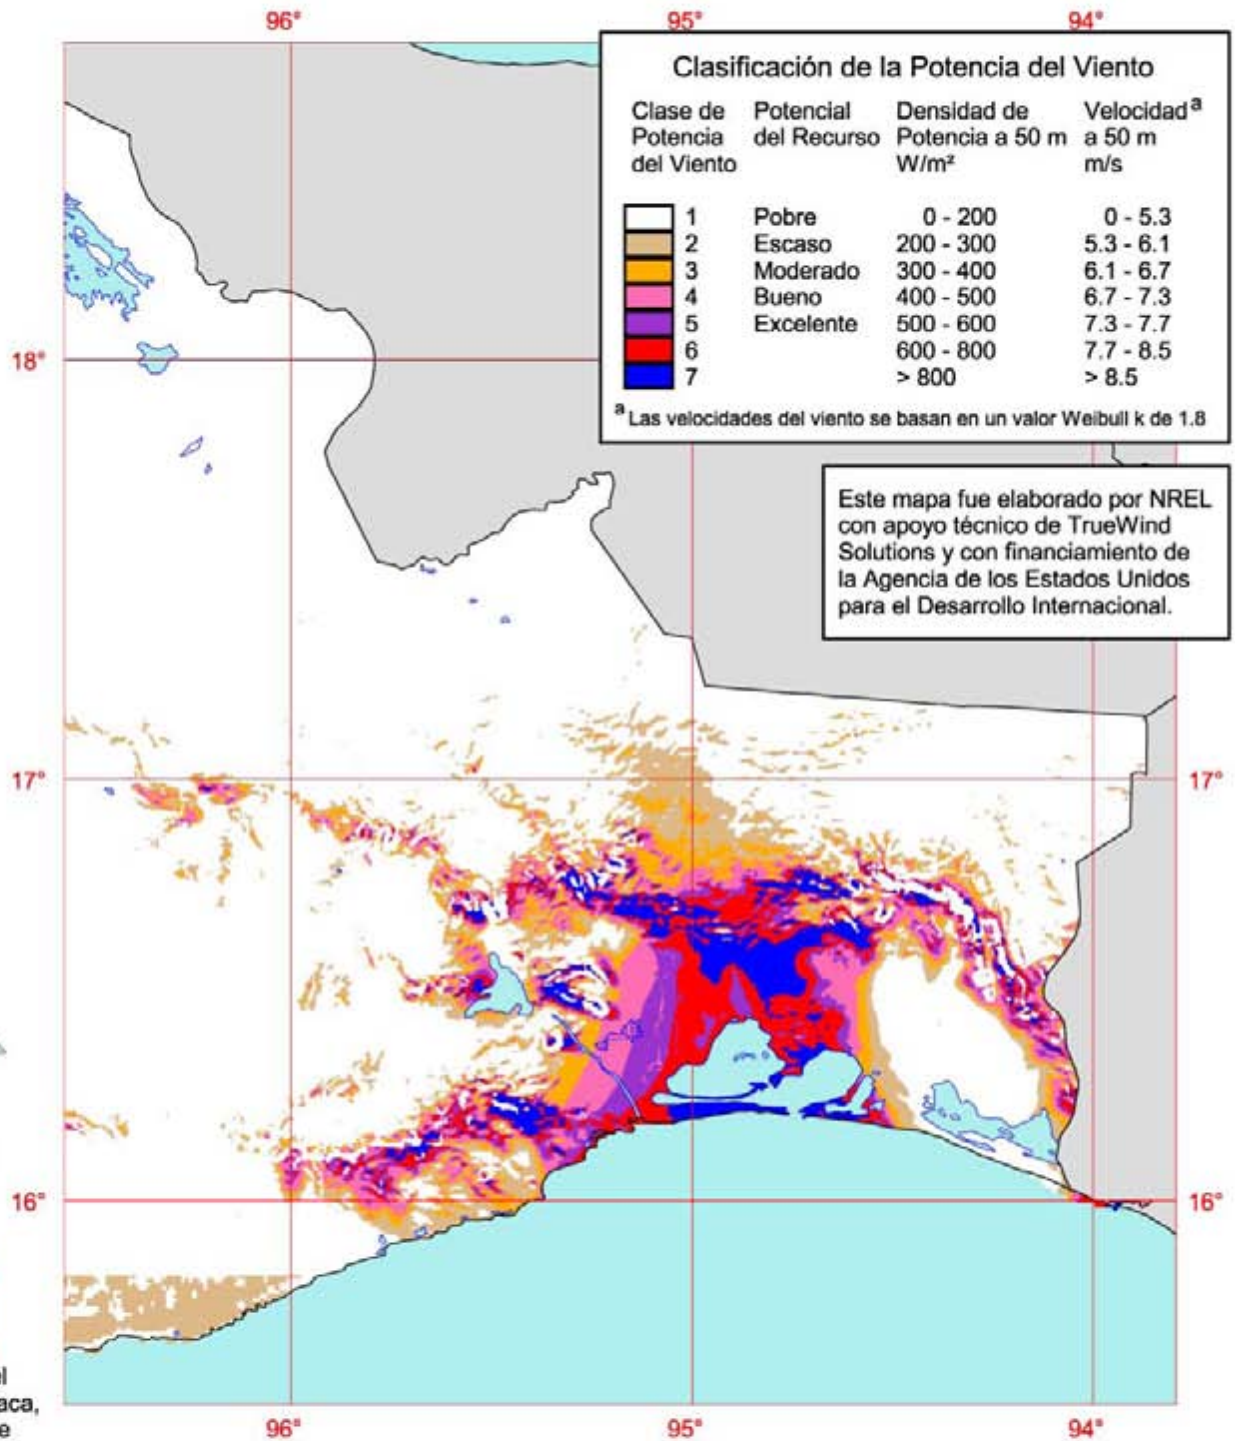 96° 95° 94°
Clasificación de la Potencia del Viento
Clase de Potencia del Viento Potencial del Recurso Densidad de Potencia a 50 m W/m² Velocidad a a 50 m m/s
1 Pobre 0 - 200 0 - 5.3
2 Escaso 200 - 300 5.3 - 6.1
3 Moderado 300 - 400 6.1 - 6.7
4 Bueno 400 - 500 6.7 - 7.3
5 Excelente 500 - 600 7.3 - 7.7
6 600 - 800 7.7 - 8.5
7 > 800 > 8.5
a Las velocidades del viento se basan en un valor Weibull k de 1.8
18°
Este mapa fue elaborado por NREL
con apoyo técnico de TrueWind
Solutions y con financiamiento de
la Agencia de los Estados Unidos
para el Desarrollo Internacional.
17° 17°
16° 16°
aca,
e
96° 95° 94°